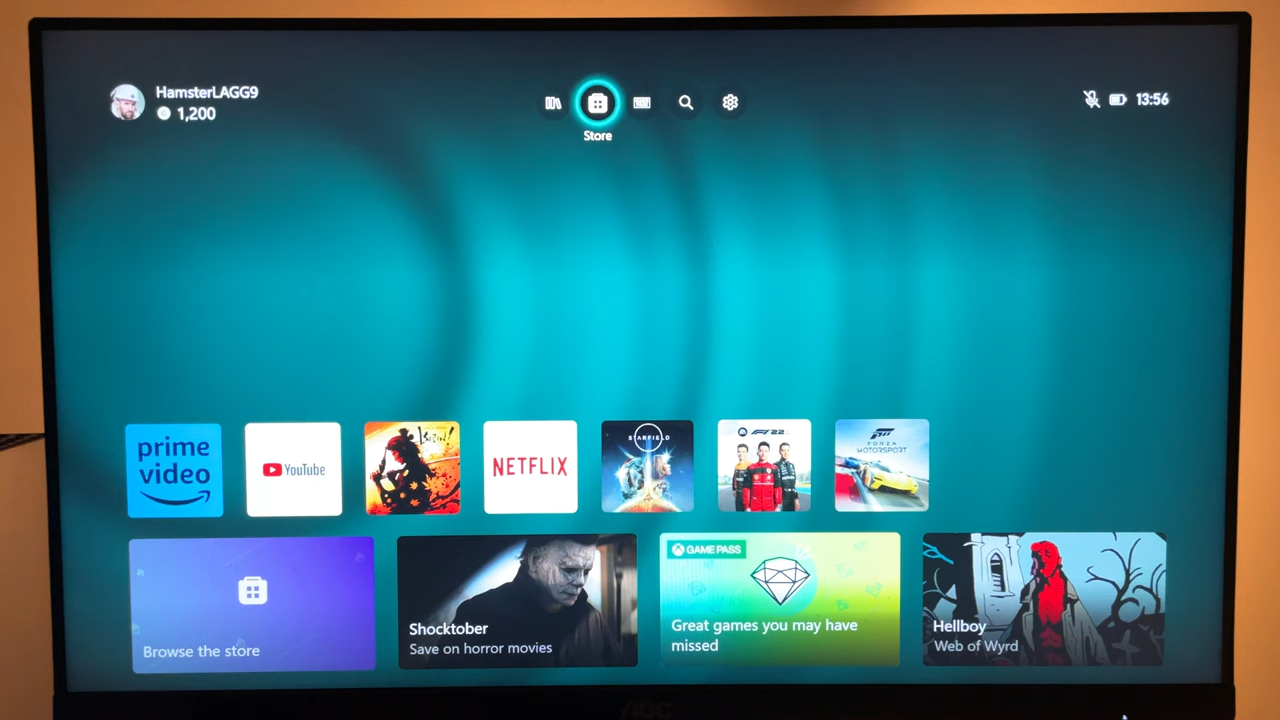 HamsterLAGG9
1,200
Store
13:56
prime
video
YouTube
NETFLIX
STARFIELD
F1 22
FORZA
MOTORSPORT
Browse the store
Shocktober
Save on horror movies
GAME PASS
Great games you may have
missed
Hellboy
Web of Wyrd
AOC